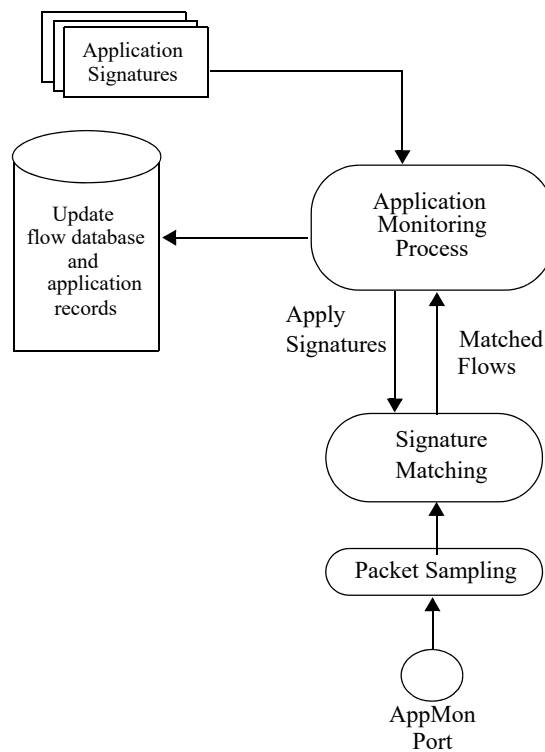 Application
Signatures
Update
flow database
and
application
records
Application
Monitoring
Process
Apply
Signatures
Matched
Flows
Signature
Matching
Packet Sampling
AppMon
Port